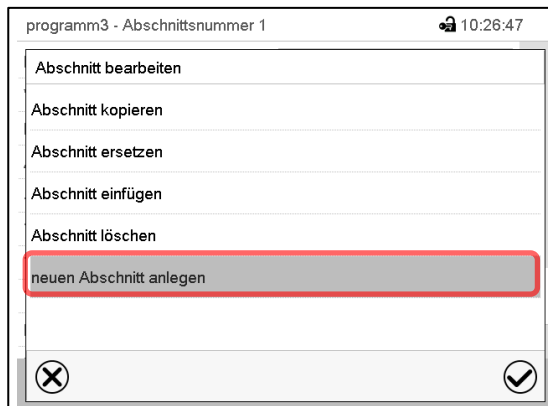 programm3 - Abschnittsnummer 1 10:26:47
Abschnitt bearbeiten
Abschnitt kopieren
Abschnitt ersetzen
Abschnitt einfügen
Abschnitt löschen
neuen Abschnitt anlegen